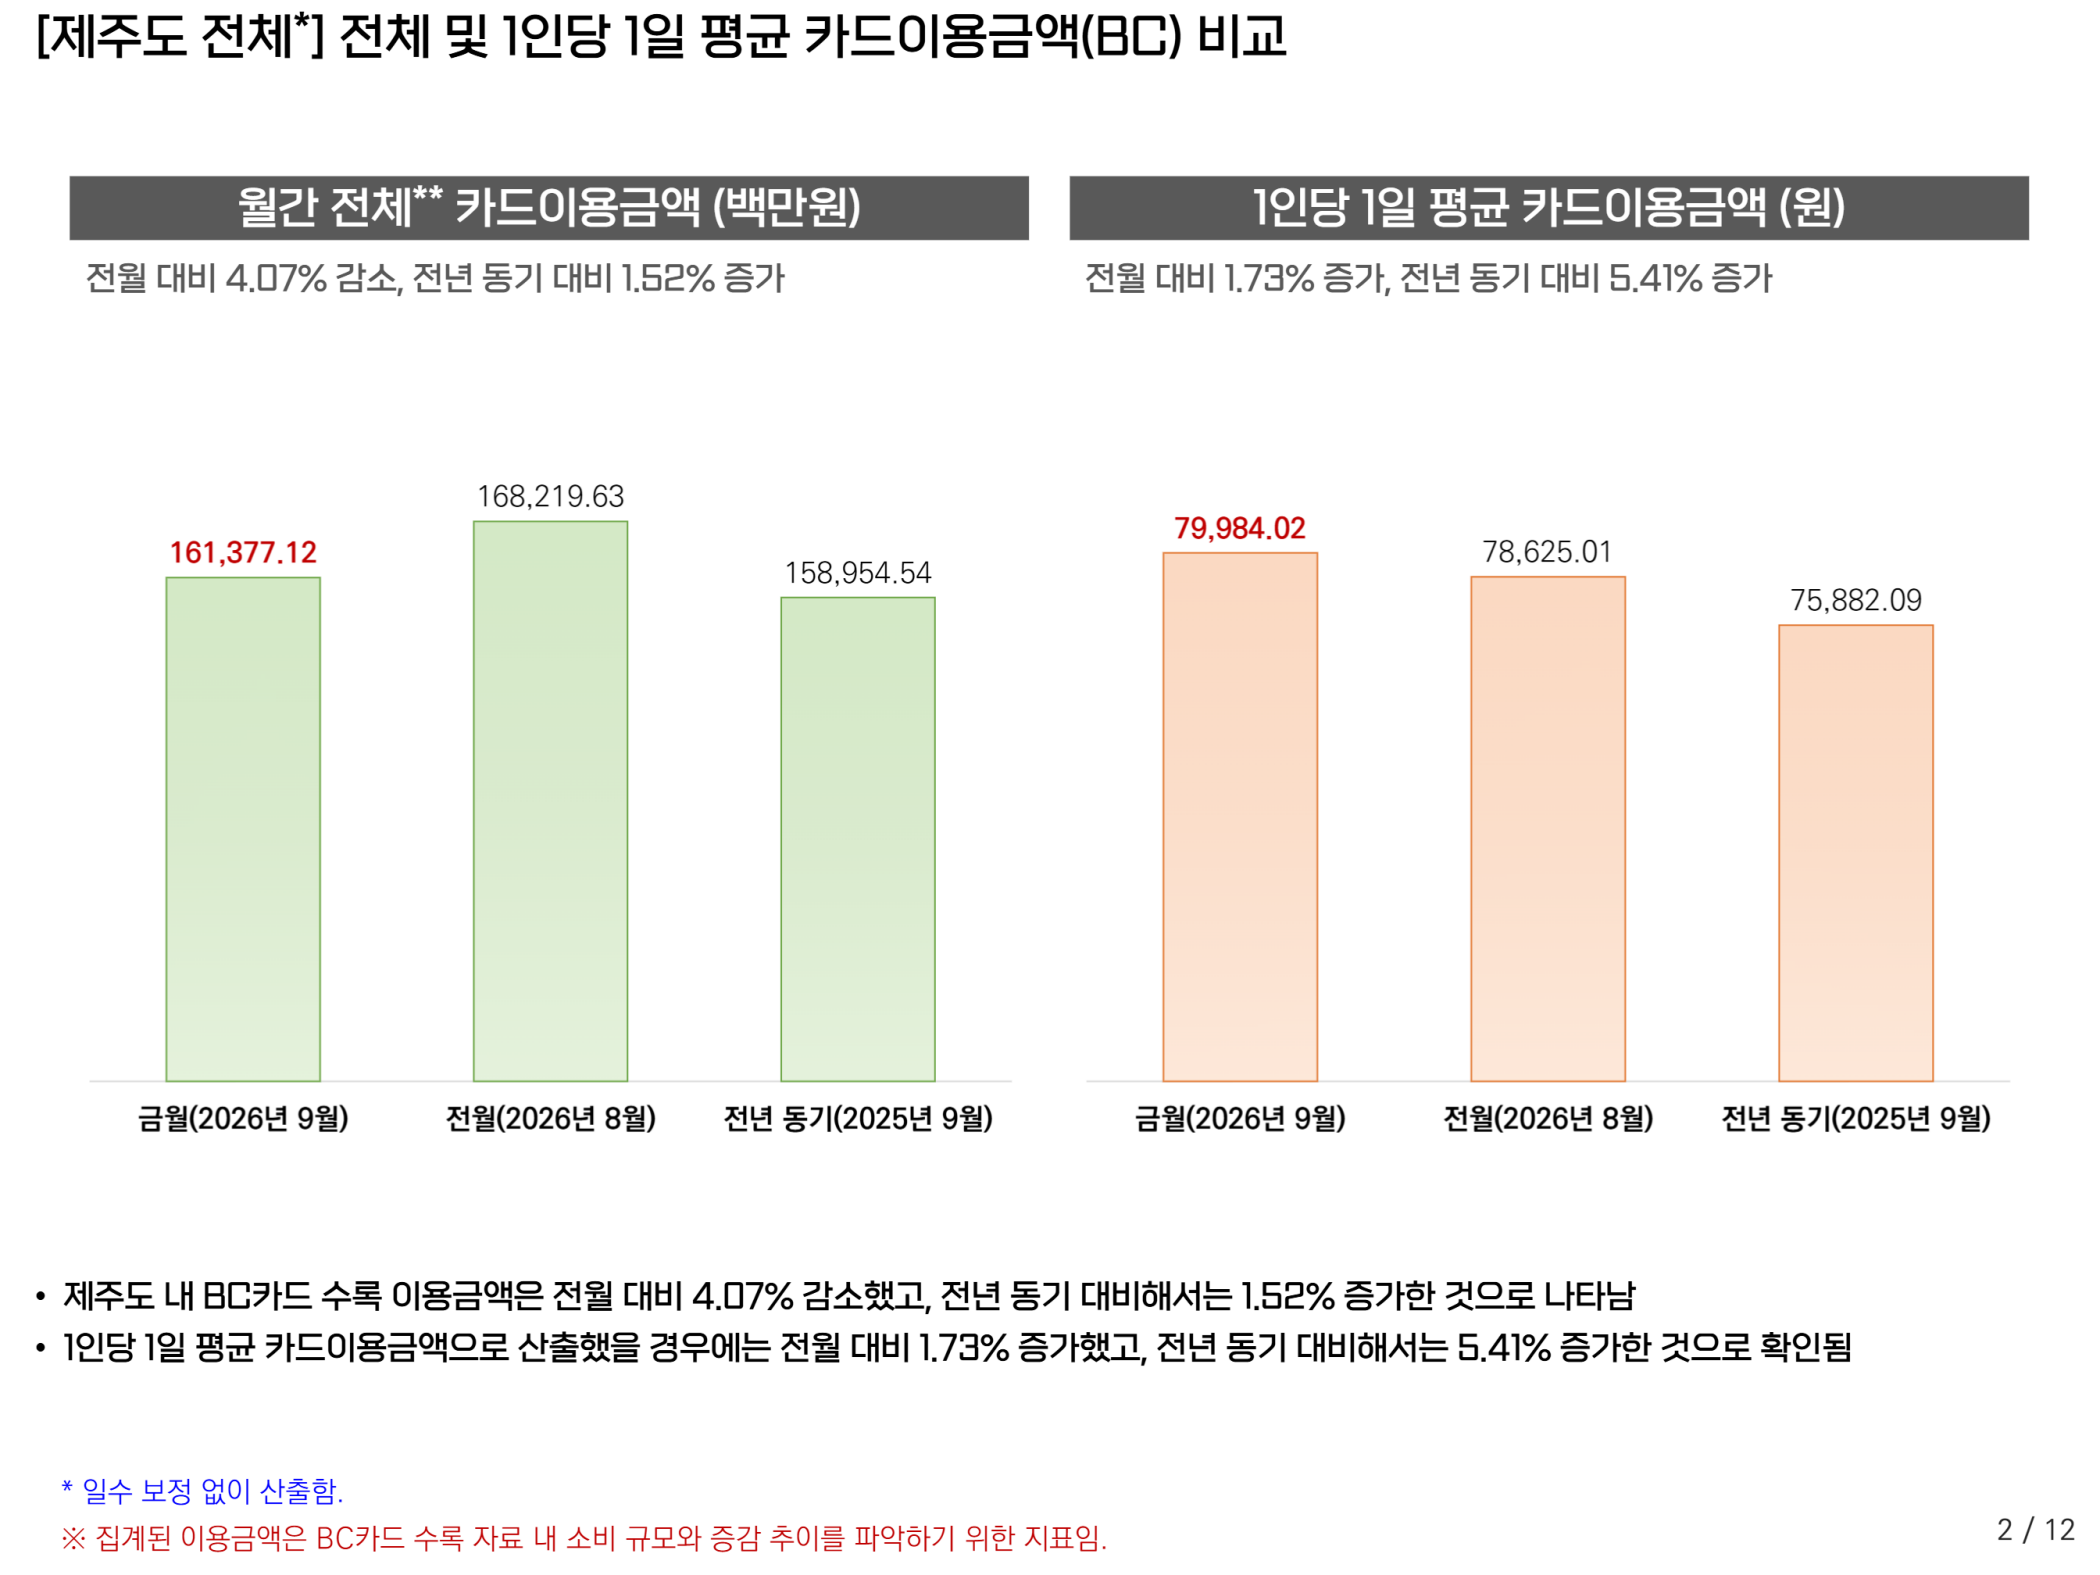 [제주도 전체*] 전체 및 1인당 1일 평균 카드이용금액(BC) 비교
월간 전체** 카드이용금액 (백만원)
전월 대비 4.07% 감소, 전년 동기 대비 1.52% 증가
161,377.12
168,219.63
158,954.54
금월(2026년 9월)
전월(2026년 8월)
전년 동기(2025년 9월)
1인당 1일 평균 카드이용금액 (원)
전월 대비 1.73% 증가, 전년 동기 대비 5.41% 증가
79,984.02
78,625.01
75,882.09
금월(2026년 9월)
전월(2026년 8월)
전년 동기(2025년 9월)
• 제주도 내 BC카드 수록 이용금액은 전월 대비 4.07% 감소했고, 전년 동기 대비해서는 1.52% 증가한 것으로 나타남
• 1인당 1일 평균 카드이용금액으로 산출했을 경우에는 전월 대비 1.73% 증가했고, 전년 동기 대비해서는 5.41% 증가한 것으로 확인됨
* 일수 보정 없이 산출함.
※ 집계된 이용금액은 BC카드 수록 자료 내 소비 규모와 증감 추이를 파악하기 위한 지표임.
2 / 12